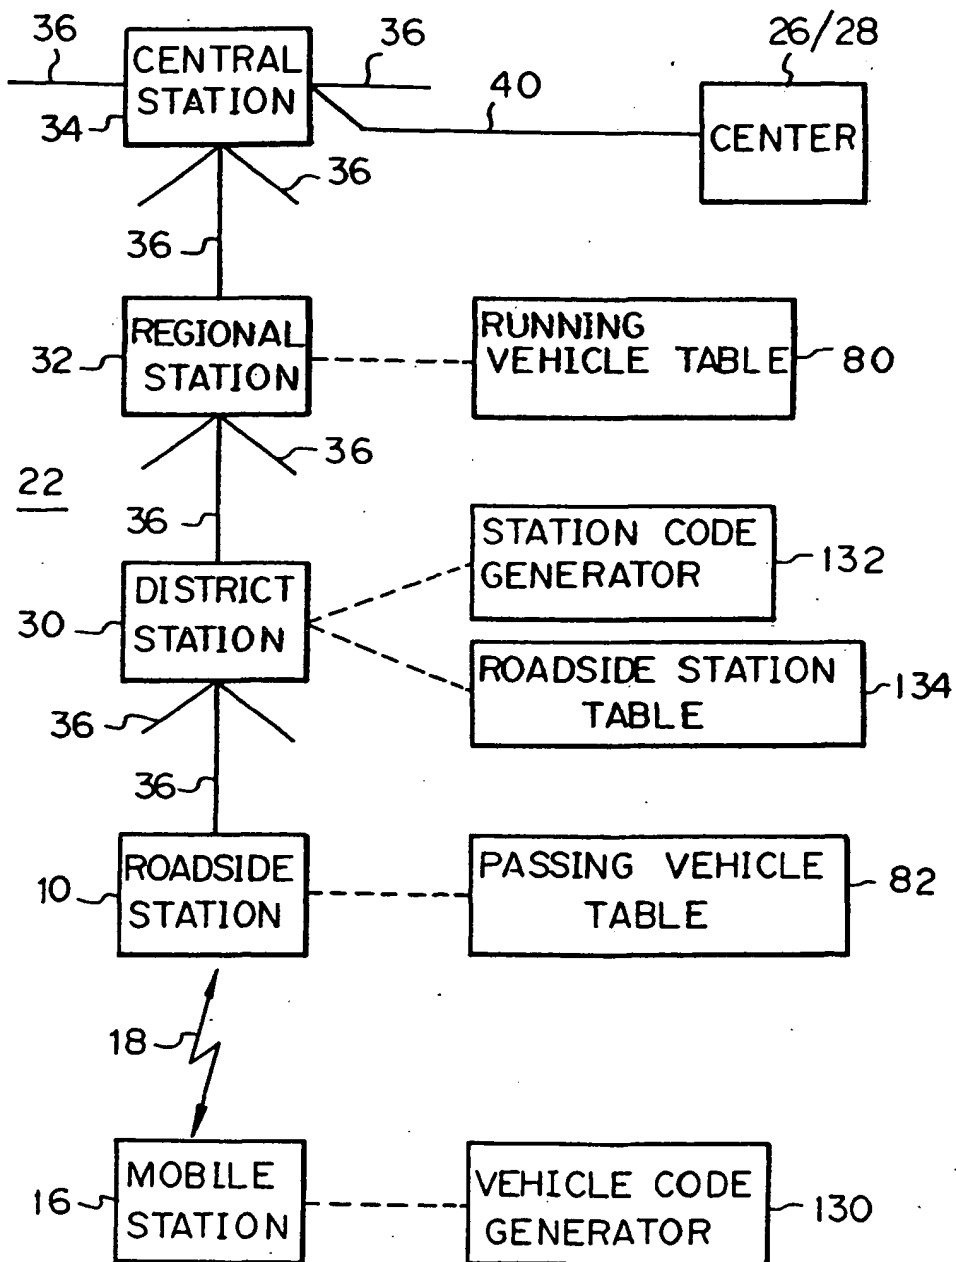 36
CENTRAL
STATION
34
36
40
26/28
CENTER
36
36
REGIONAL
STATION
32
RUNNING
VEHICLE TABLE
80
36
22
36
DISTRICT
STATION
30
STATION CODE
GENERATOR
132
ROADSIDE STATION
TABLE
134
36
36
ROADSIDE
STATION
10
PASSING VEHICLE
TABLE
82
18
MOBILE
STATION
16
VEHICLE CODE
GENERATOR
130